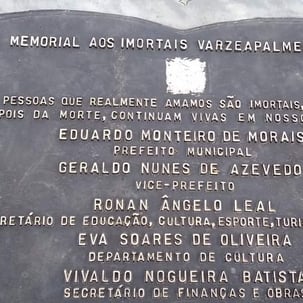 MEMORIAL AOS IMORTAIS VARZEAPALME
PESSOAS QUE REALMENTE AMAMOS SÃO IMORTAIS,
POIS DA MORTE, CONTINUAM VIVAS EM NOSSO
EDUARDO MONTEIRO DE MORAIS
PREFEITO MUNICIPAL
GERALDO NUNES DE AZEVEDO
VICE-PREFEITO
RONAN ÂNGELO LEAL
CRETÁRIO DE EDUCAÇÃO, CULTURA, ESPORTE, TURI
EVA SOARES DE OLIVEIRA
DEPARTAMENTO DE CULTURA
VIVALDO NOGUEIRA BATISTA
SECRETÁRIO DE FINANÇAS E OBRAS